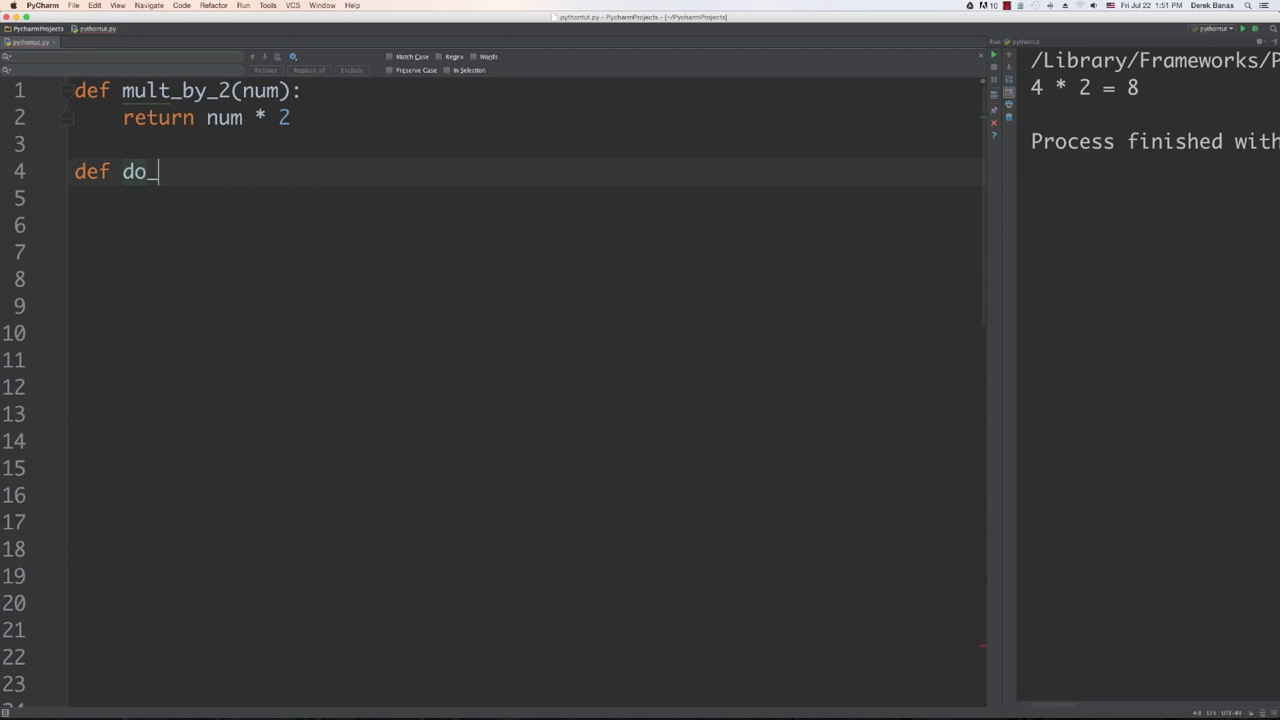 PyCharm File Edit View Navigate Code Refactor Run Tools VCS Window Help 10 Fri Jul 22 1:51 PM Derek Banas
pythontut.py - PycharmProjects - [~/PycharmProjects]
PycharmProjects pythontut.py pythontut
pythontut.py Run pythontut
Match Case Regex Words
Replace Replace all Exclude Preserve Case In Selection
1 def mult_by_2(num):
2 return num * 2
3
4 def do_
5
6
7
8
9
10
11
12
13
14
15
16
17
18
19
20
21
22
23
/Library/Frameworks/P
4 * 2 = 8
Process finished with
4:8 LF± UTF-8±